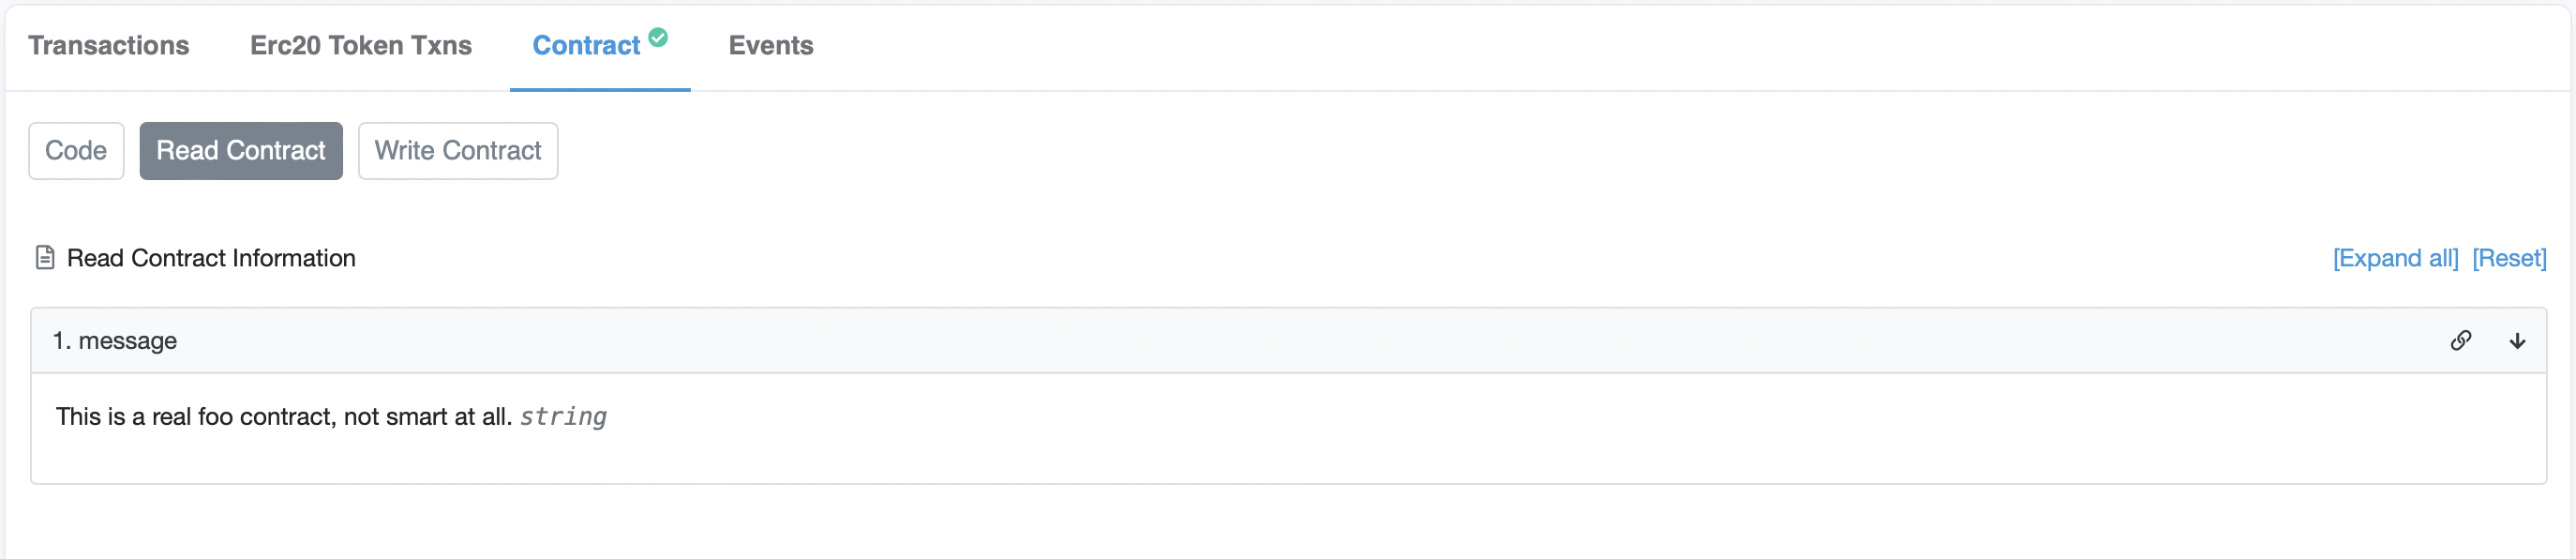 Transactions Erc20 Token Txns Contract Events
Code Read Contract Write Contract
Read Contract Information [Expand all] [Reset]
1. message
This is a real foo contract, not smart at all. string